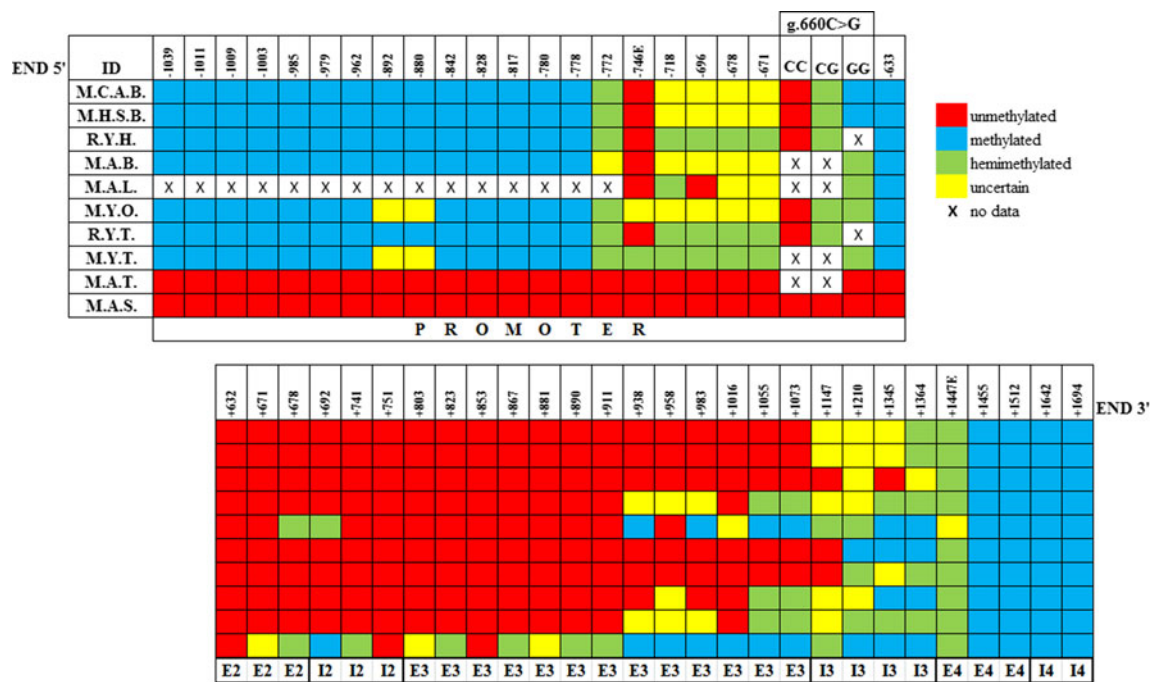 g.660C>G
END 5' ID -1039 -1011 -1009 -1003 -985 -979 -962 -892 -880 -842 -828 -817 -780 -778 -772 -746E -718 -696 -678 -671 CC CG GG -633
M.C.A.B.
M.H.S.B.
R.Y.H. X
M.A.B. X X
M.A.L. X X X X X X X X X X X X X X X X X
M.Y.O.
R.Y.T. X
M.Y.T. X X
M.A.T. X X
M.A.S.
P R O M O T E R
unmethylated
methylated
hemimethylated
uncertain
X no data
+632 +671 +678 +692 +741 +751 +803 +823 +853 +867 +881 +890 +911 +938 +958 +983 +1016 +1055 +1073 +1147 +1210 +1345 +1364 +1447E +1455 +1512 +1642 +1694 END 3'
E2 E2 E2 I2 I2 I2 E3 E3 E3 E3 E3 E3 E3 E3 E3 E3 E3 E3 E3 I3 I3 I3 I3 E4 E4 E4 I4 I4